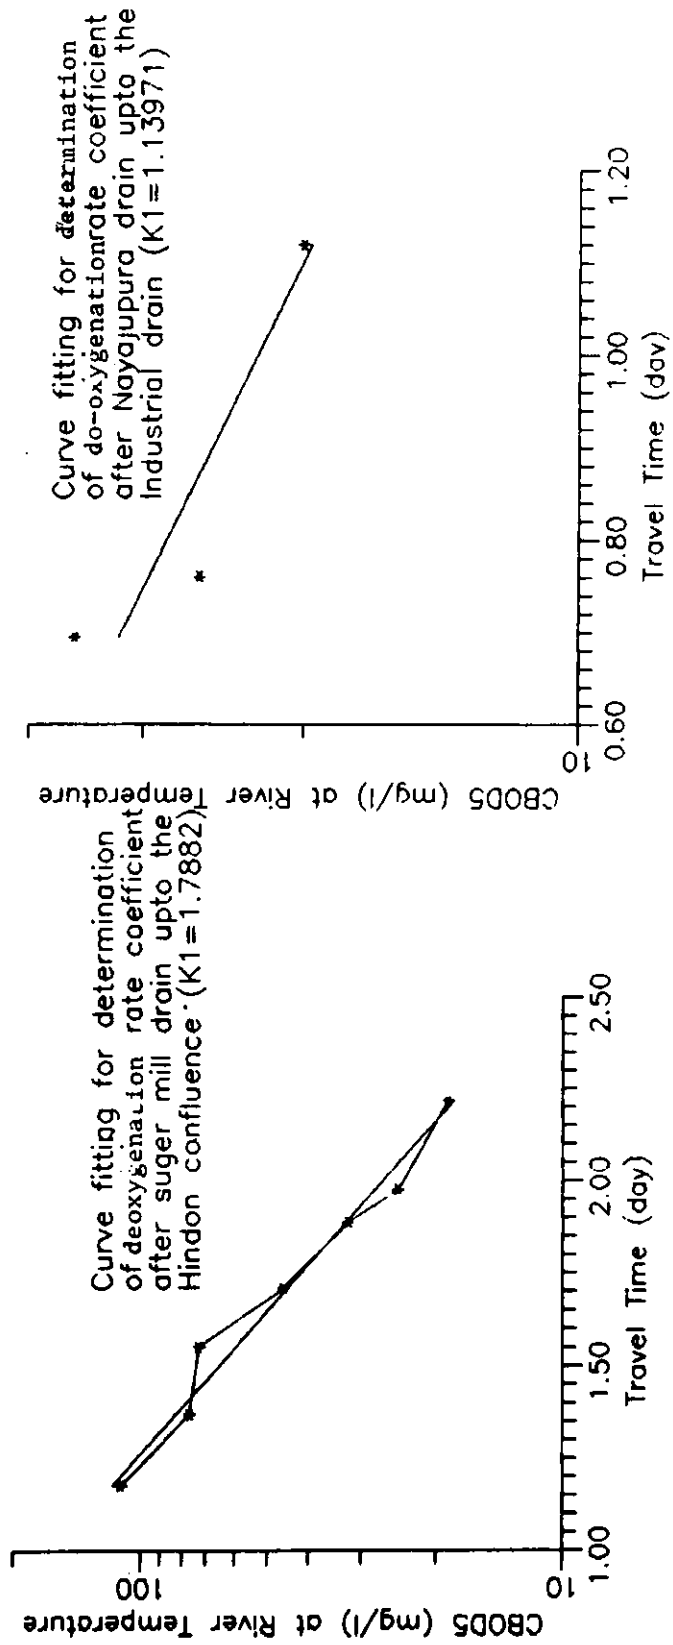 Curve fitting for determination
of deoxygenation rate coefficient
after suger mill drain upto the
Hindon confluence (K1=1.7882)
CBOD5 (mg/l) at River Temperature
100
10
1.00
1.50
2.00
2.50
Travel Time (day)
Curve fitting for determination
of do-oxygenationrate coefficient
after Nayajupura drain upto the
Industrial drain (K1=1.13971)
CBOD5 (mg/l) at River Temperature
10
0.60
0.80
1.00
1.20
Travel Time (day)